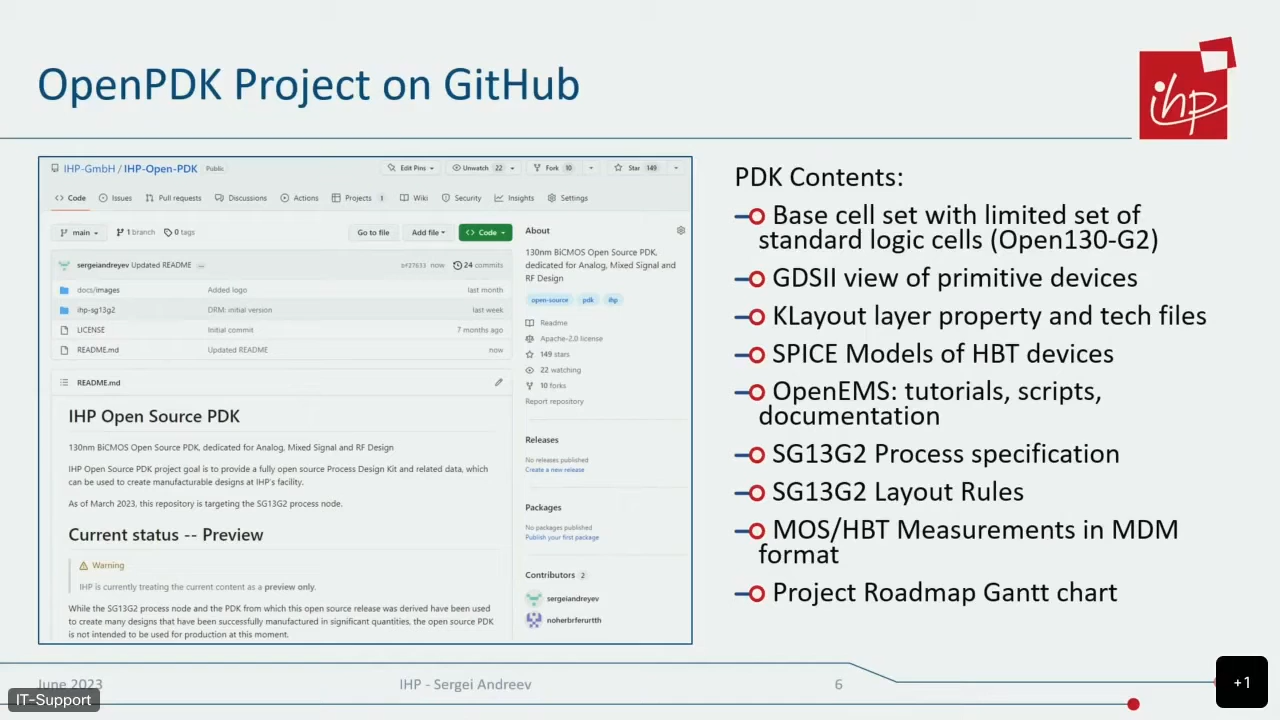 OpenPDK Project on GitHub
ihp
IHP-GmbH / IHP-Open-PDK Public
Edit Pins Unwatch 22 Fork 10 Star 149
Code Issues Pull requests Discussions Actions Projects 1 Wiki Security Insights Settings
main 1 branch 0 tags Go to file Add file Code
sergeiandreyev Updated README ... now 24 commits
docs/images Added logo last month
ihp-sg13g2 DRM: initial version last week
LICENSE Initial commit 7 months ago
README.md Updated README now
README.md
IHP Open Source PDK
130nm BiCMOS Open Source PDK, dedicated for Analog, Mixed Signal and RF Design
IHP Open Source PDK project goal is to provide a fully open source Process Design Kit and related data, which
can be used to create manufacturable designs at IHP's facility.
As of March 2023, this repository is targeting the SG13G2 process node.
Current status -- Preview
Warning
IHP is currently treating the current content as a preview only.
While the SG13G2 process node and the PDK from which this open source release was derived have been used
to create many designs that have been successfully manufactured in significant quantities, the open source PDK
is not intended to be used for production at this moment.
About
130nm BiCMOS Open Source PDK,
dedicated for Analog, Mixed Signal and
RF Design
open-source pdk ihp
Readme
Apache-2.0 license
149 stars
22 watching
10 forks
Report repository
Releases
No releases published
Create a new release
Packages
No packages published
Publish your first package
Contributors 2
sergeiandreyev
noherbrferurtth
PDK Contents:
Base cell set with limited set of
standard logic cells (Open130-G2)
GDSII view of primitive devices
KLayout layer property and tech files
SPICE Models of HBT devices
OpenEMS: tutorials, scripts,
documentation
SG13G2 Process specification
SG13G2 Layout Rules
MOS/HBT Measurements in MDM
format
Project Roadmap Gantt chart
June 2023
IHP - Sergei Andreev
6
IT-Support
+1